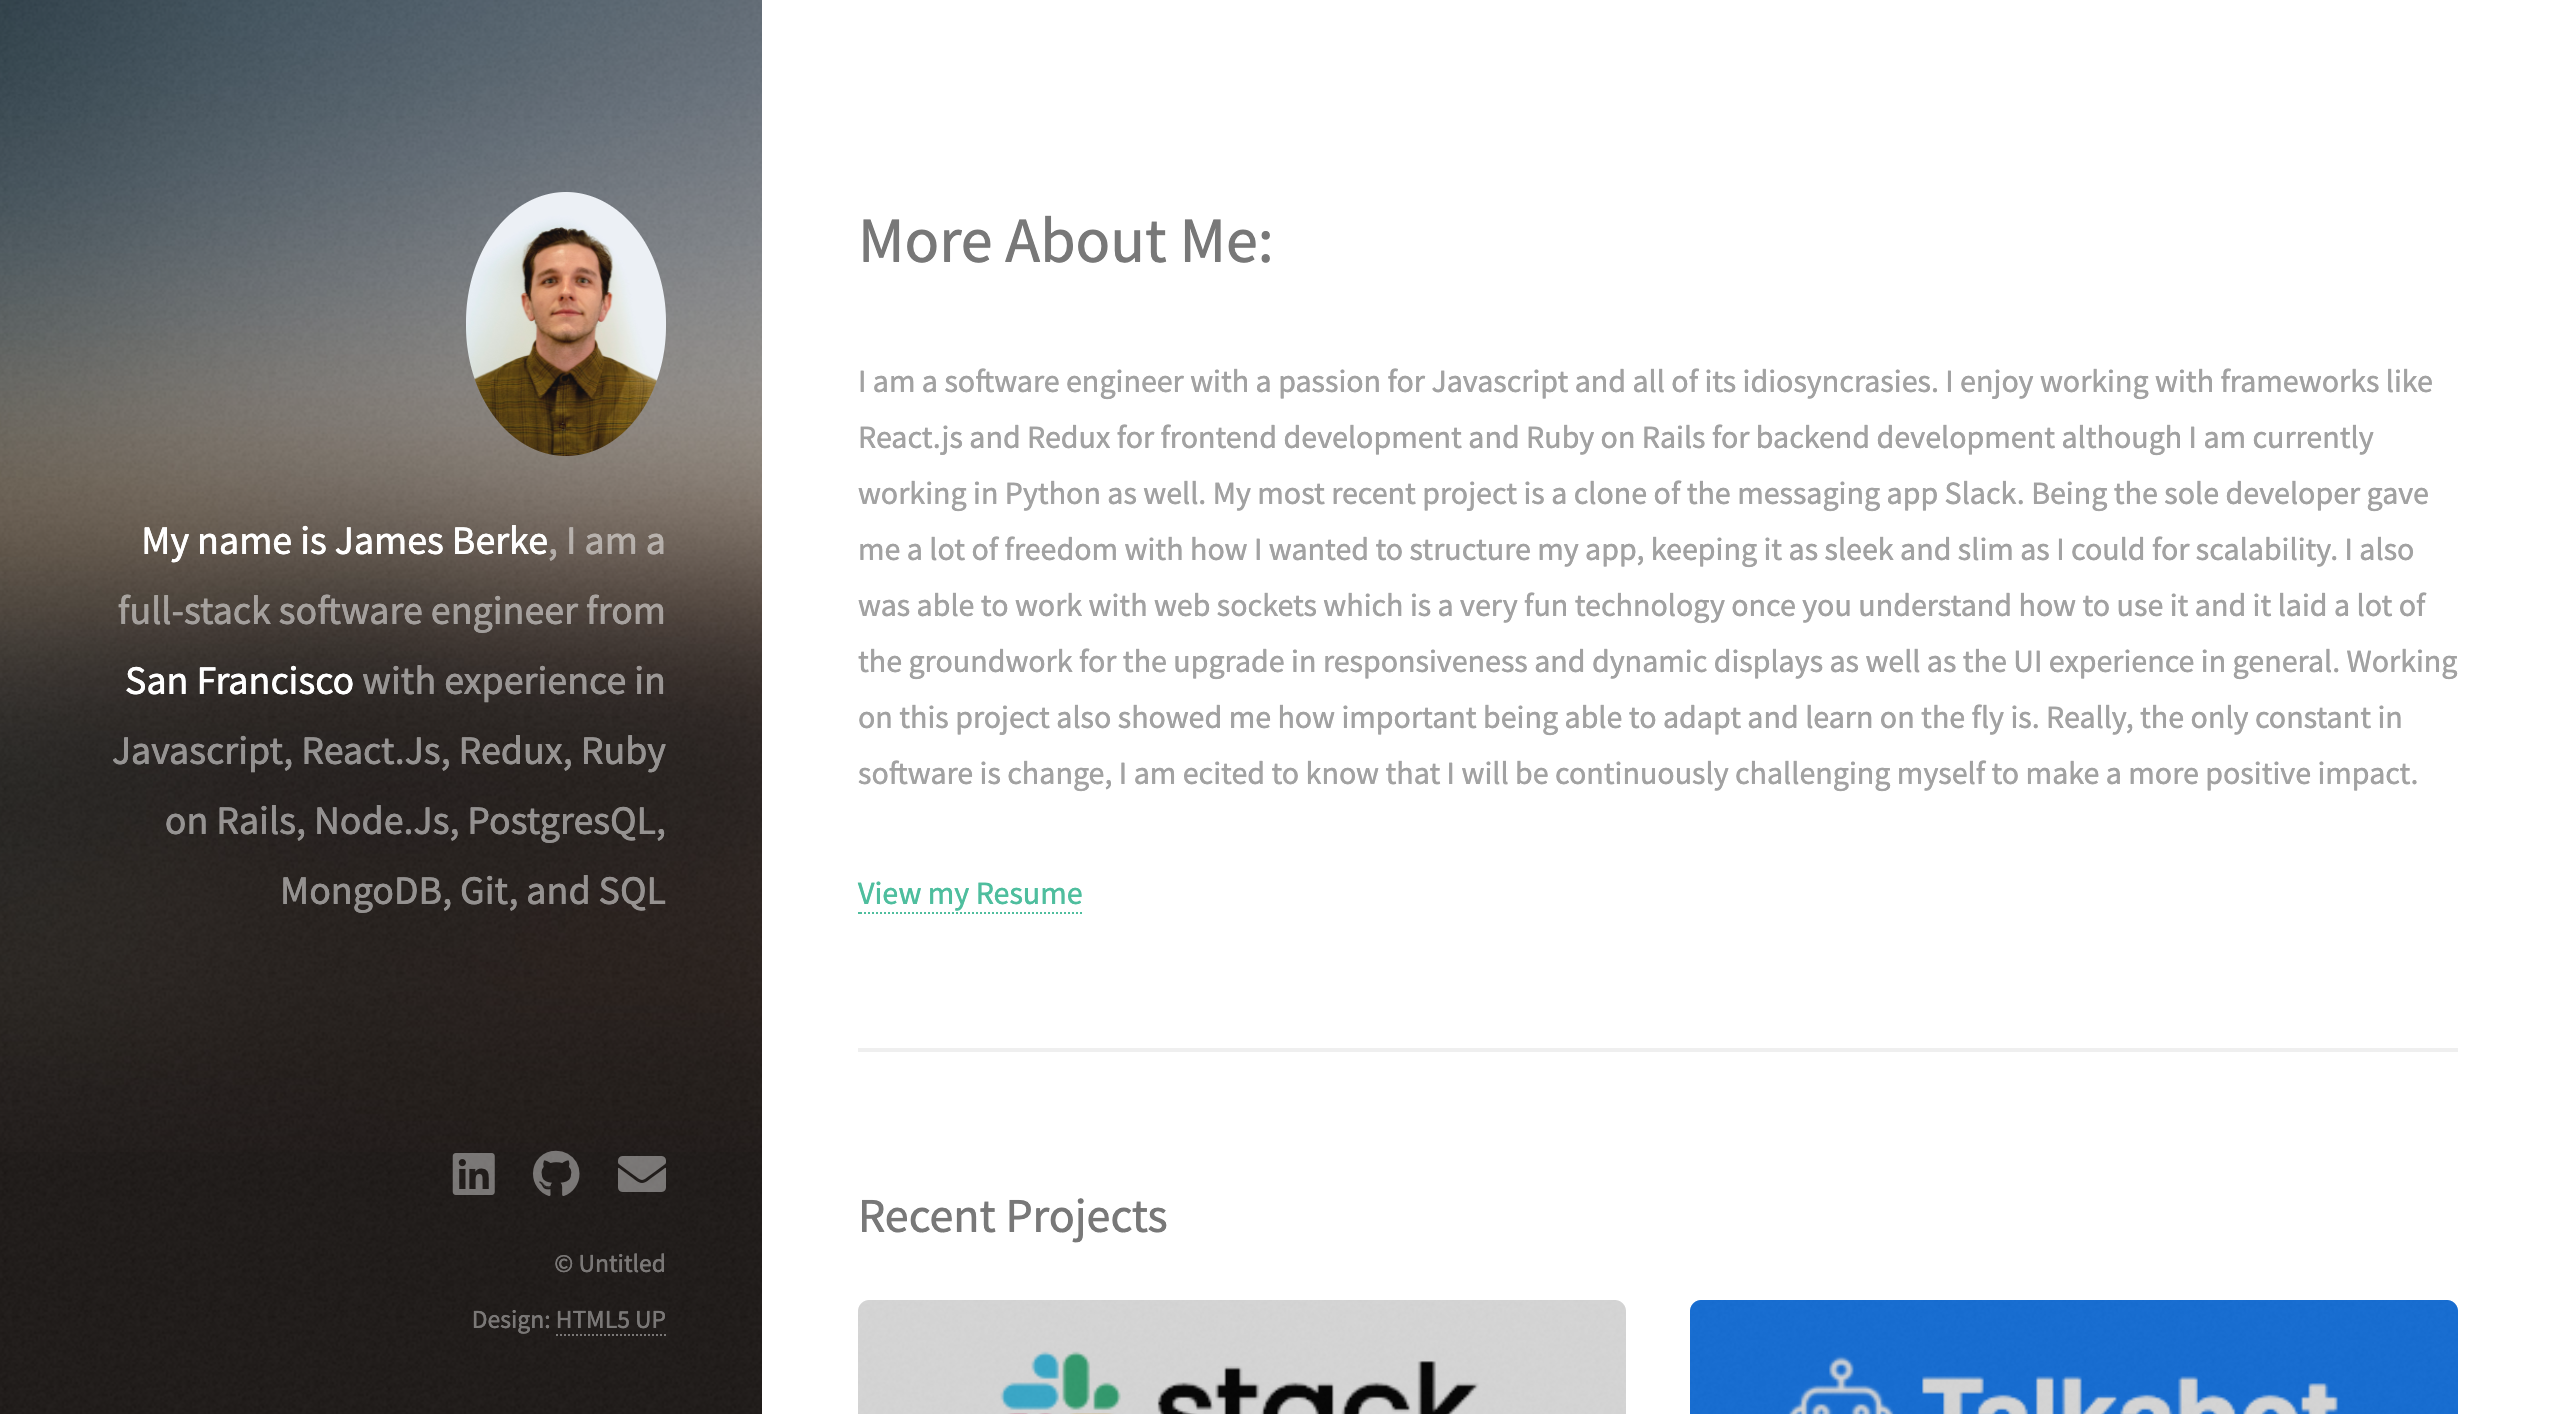 My name is James Berke, I am a
full-stack software engineer from
San Francisco with experience in
Javascript, React.Js, Redux, Ruby
on Rails, Node.Js, PostgresQL,
MongoDB, Git, and SQL
© Untitled
Design: HTML5 UP
More About Me:
I am a software engineer with a passion for Javascript and all of its idiosyncrasies. I enjoy working with frameworks like
React.js and Redux for frontend development and Ruby on Rails for backend development although I am currently
working in Python as well. My most recent project is a clone of the messaging app Slack. Being the sole developer gave
me a lot of freedom with how I wanted to structure my app, keeping it as sleek and slim as I could for scalability. I also
was able to work with web sockets which is a very fun technology once you understand how to use it and it laid a lot of
the groundwork for the upgrade in responsiveness and dynamic displays as well as the UI experience in general. Working
on this project also showed me how important being able to adapt and learn on the fly is. Really, the only constant in
software is change, I am ecited to know that I will be continuously challenging myself to make a more positive impact.
View my Resume
Recent Projects
stack
Talkabot